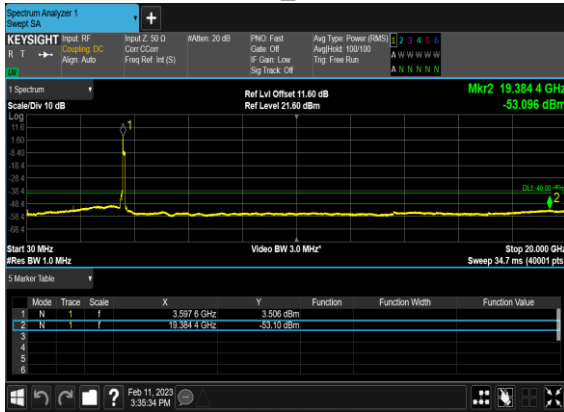 Spectrum Analyzer 1
Swept SA
+
KEYSIGHT Input: RF Input Z: 50 Ω #Atten: 20 dB PNO: Fast Avg Type: Power (RMS) 1 2 3 4 5 6
R T Coupling: DC Corr CCorr Gate: Off Avg|Hold: 100/100 A W W W W W
Align: Auto Freq Ref: Int (S) IF Gain: Low Trig: Free Run
LXI Sig Track: Off A N N N N N
1 Spectrum Ref Lvl Offset 11.60 dB Mkr2 19.384 4 GHz
Scale/Div 10 dB Ref Level 21.60 dBm -53.096 dBm
Log
11.6 1
1.60
-8.40
-18.4
-28.4
-38.4 DL1 -40.00 dBm
-48.4 2
-58.4
-68.4
Start 30 MHz Video BW 3.0 MHz* Stop 20.000 GHz
#Res BW 1.0 MHz Sweep 34.7 ms (40001 pts)
5 Marker Table
Mode Trace Scale X Y Function Function Width Function Value
1 N 1 f 3.597 6 GHz 3.506 dBm
2 N 1 f 19.384 4 GHz -53.10 dBm
3
4
5
6
? Feb 11, 2023
3:35:34 PM